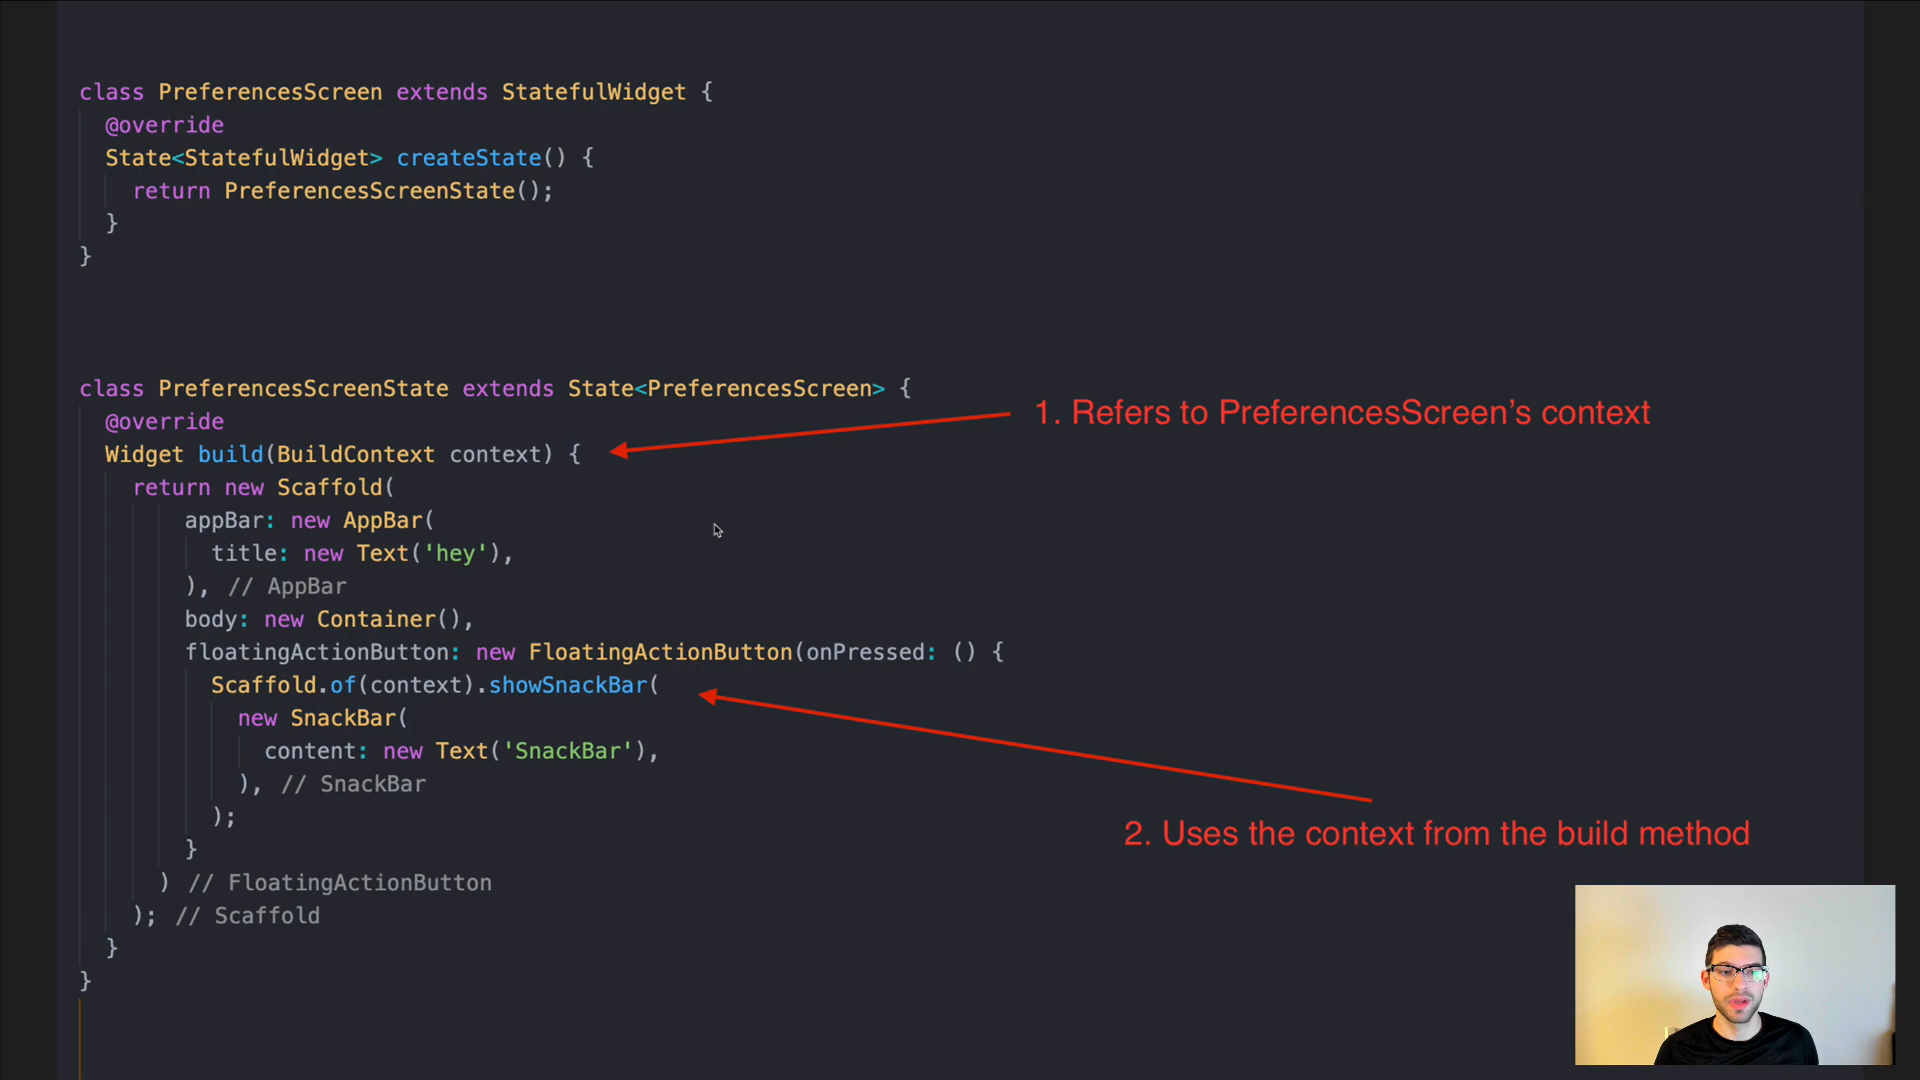 class PreferencesScreen extends StatefulWidget {
@override
State<StatefulWidget> createState() {
return PreferencesScreenState();
}
}
class PreferencesScreenState extends State<PreferencesScreen> {
1. Refers to PreferencesScreen’s context
@override
Widget build(BuildContext context) {
return new Scaffold(
appBar: new AppBar(
title: new Text('hey'),
), // AppBar
body: new Container(),
floatingActionButton: new FloatingActionButton(onPressed: () {
Scaffold.of(context).showSnackBar(
new SnackBar(
content: new Text('SnackBar'),
), // SnackBar
);
2. Uses the context from the build method
}
) // FloatingActionButton
); // Scaffold
}
}